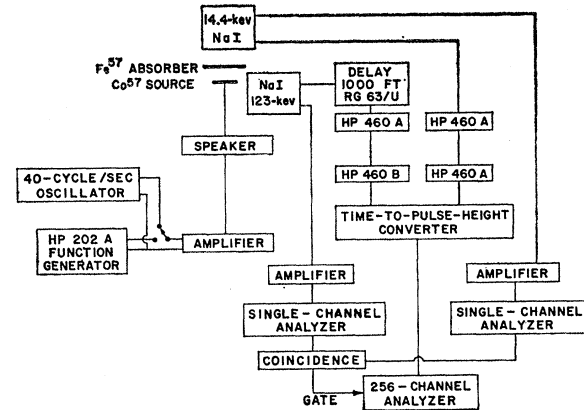 14.4-kev
NaI
Fe57 ABSORBER
Co57 SOURCE
NaI
123-kev
DELAY
1000 FT
RG 63/U
HP 460 A
HP 460 A
SPEAKER
40-CYCLE/SEC
OSCILLATOR
HP 460 B
HP 460 A
TIME-TO-PULSE-HEIGHT
CONVERTER
HP 202 A
FUNCTION
GENERATOR
AMPLIFIER
AMPLIFIER
AMPLIFIER
SINGLE-CHANNEL
ANALYZER
SINGLE-CHANNEL
ANALYZER
COINCIDENCE
GATE
256-CHANNEL
ANALYZER